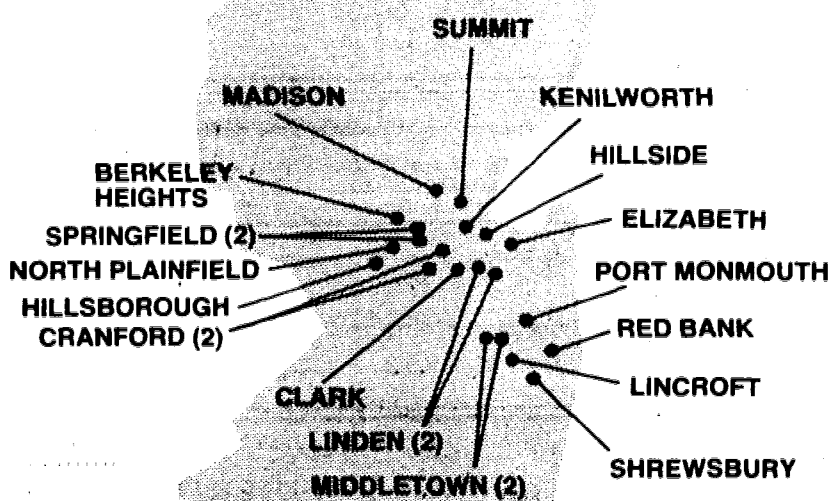 SUMMIT
MADISON
KENILWORTH
HILLSIDE
BERKELEY
HEIGHTS
ELIZABETH
SPRINGFIELD (2)
NORTH PLAINFIELD
PORT MONMOUTH
HILLSBOROUGH
CRANFORD (2)
RED BANK
LINCROFT
CLARK
LINDEN (2)
SHREWSBURY
MIDDLETOWN (2)